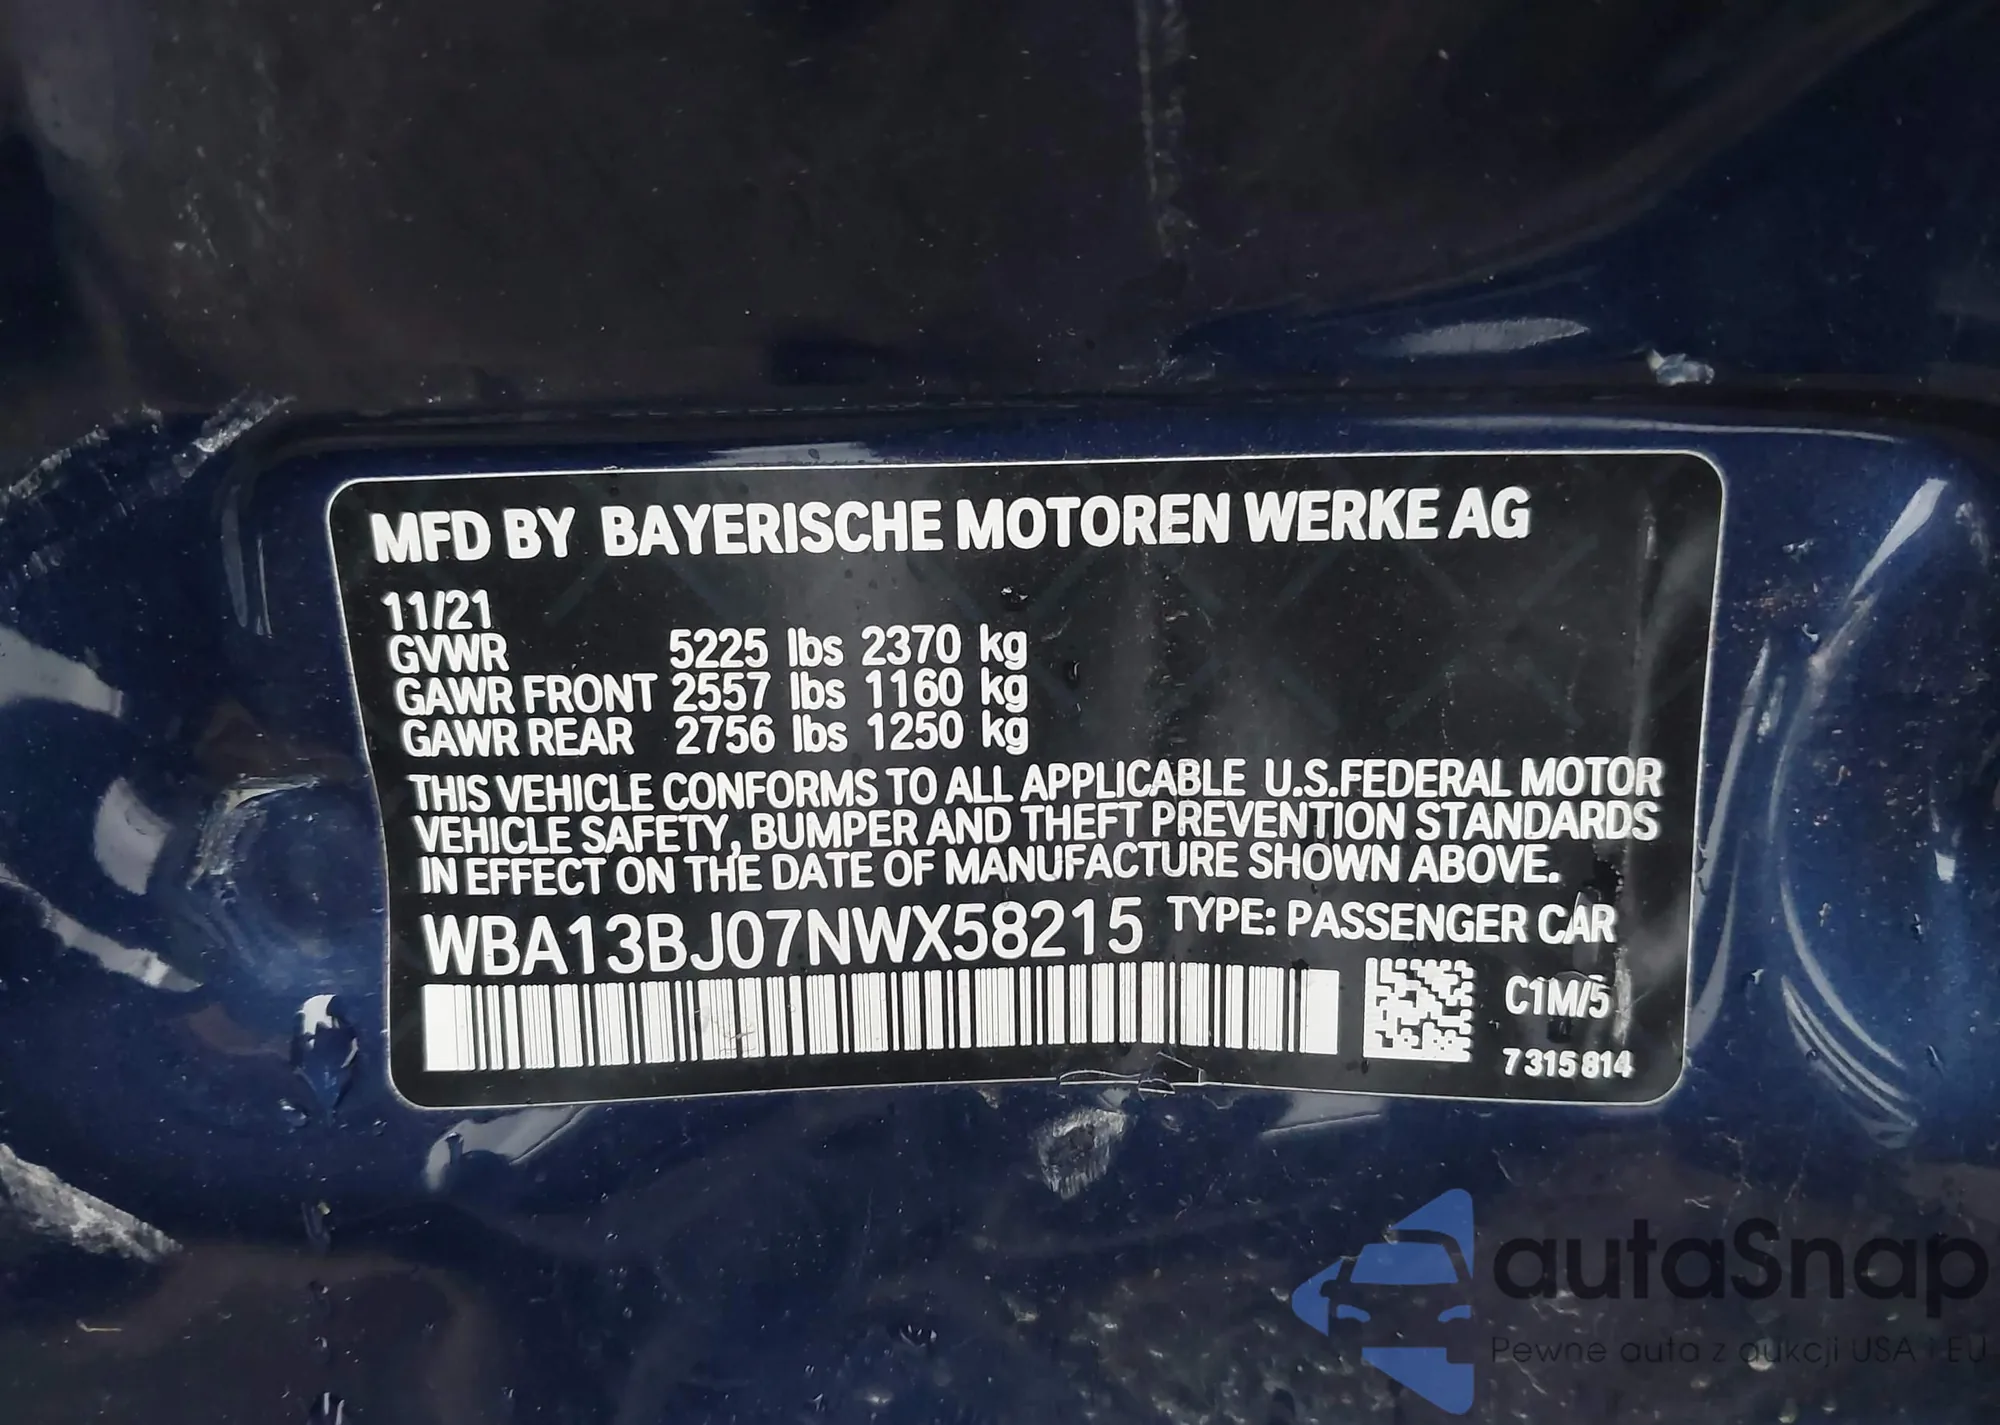 MFD BY BAYERISCHE MOTOREN WERKE AG
11/21
GVWR 5225 lbs 2370 kg
GAWR FRONT 2557 lbs 1160 kg
GAWR REAR 2756 lbs 1250 kg
THIS VEHICLE CONFORMS TO ALL APPLICABLE U.S.FEDERAL MOTOR
VEHICLE SAFETY, BUMPER AND THEFT PREVENTION STANDARDS
IN EFFECT ON THE DATE OF MANUFACTURE SHOWN ABOVE.
WBA13BJ07NWX58215 TYPE: PASSENGER CAR
C1M/5
7 315 814
autaSnap
Pewne auta z aukcji USA i EU